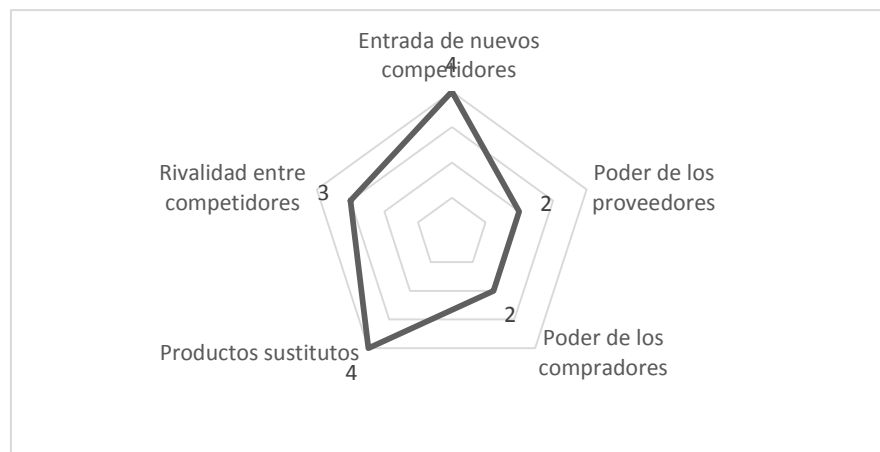 Entrada de nuevos
competidores
4
Poder de los
proveedores
2
Poder de los
compradores
2
Productos sustitutos
4
Rivalidad entre
competidores
3